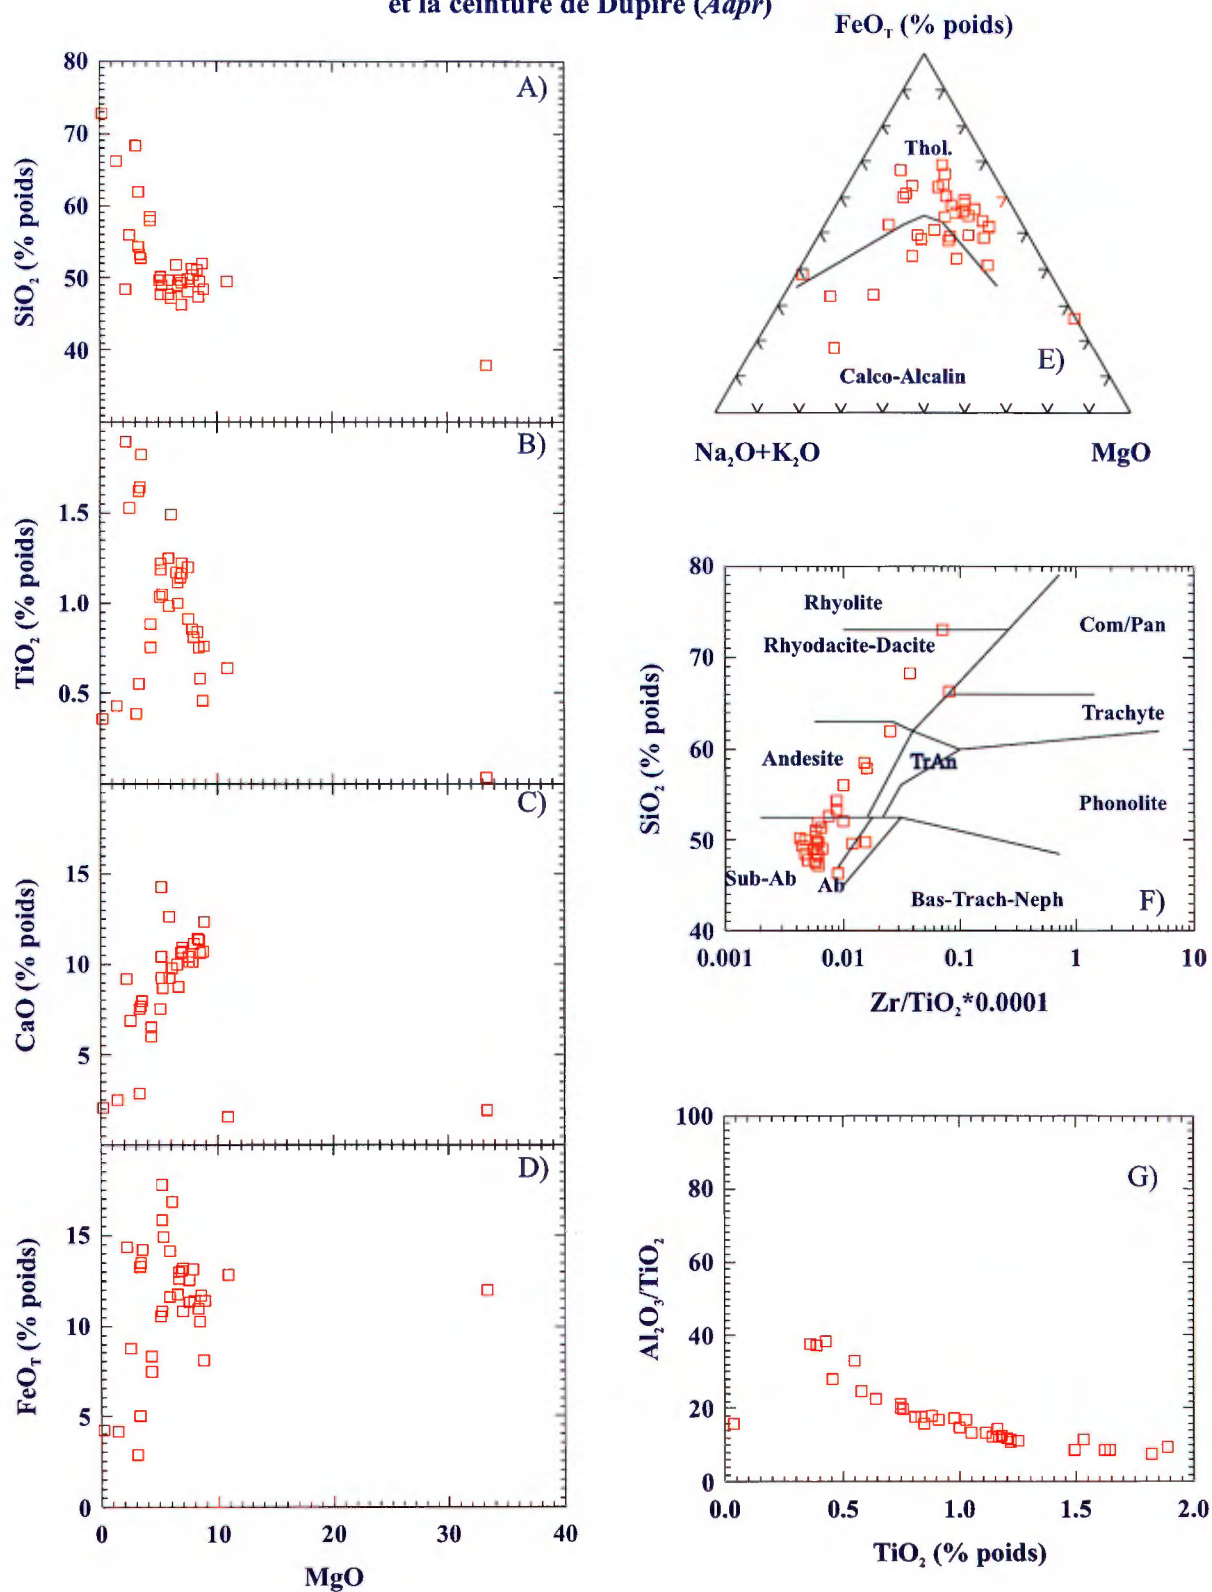 et la ceinture de Dupire (Adpr)
A)
SiO₂ (% poids)
80
70
60
50
40
B)
TiO₂ (% poids)
1.5
1.0
0.5
C)
CaO (% poids)
15
10
5
D)
FeOT (% poids)
15
10
5
0
0 10 20 30 40
MgO
FeOT (% poids)
Thol.
E)
Calco-Alcalin
Na₂O+K₂O MgO
SiO₂ (% poids)
80
70
60
50
40
Rhyolite
Com/Pan
Rhyodacite-Dacite
Trachyte
Andesite
TrAn
Phonolite
Sub-Ab
Ab
Bas-Trach-Neph
F)
0.001 0.01 0.1 1 10
Zr/TiO₂*0.0001
Al₂O₃/TiO₂
100
80
60
40
20
0
G)
0.0 0.5 1.0 1.5 2.0
TiO₂ (% poids)